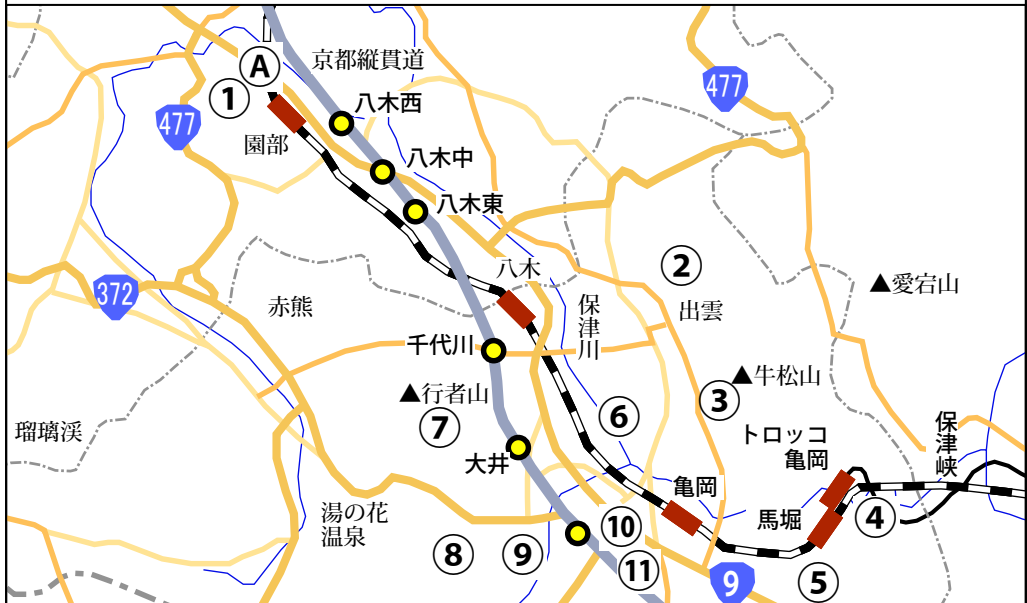 京都縦貫道
A
①
477
477
八木西
園部
八木中
八木東
②
372
赤熊
八木
保津川
出雲
▲愛宕山
千代川
▲行者山
⑦
⑥
③
▲牛松山
瑠璃渓
大井
トロッコ
亀岡
保津峡
湯の花
温泉
亀岡
馬堀
④
⑧
⑨
⑩
⑪
9
⑤